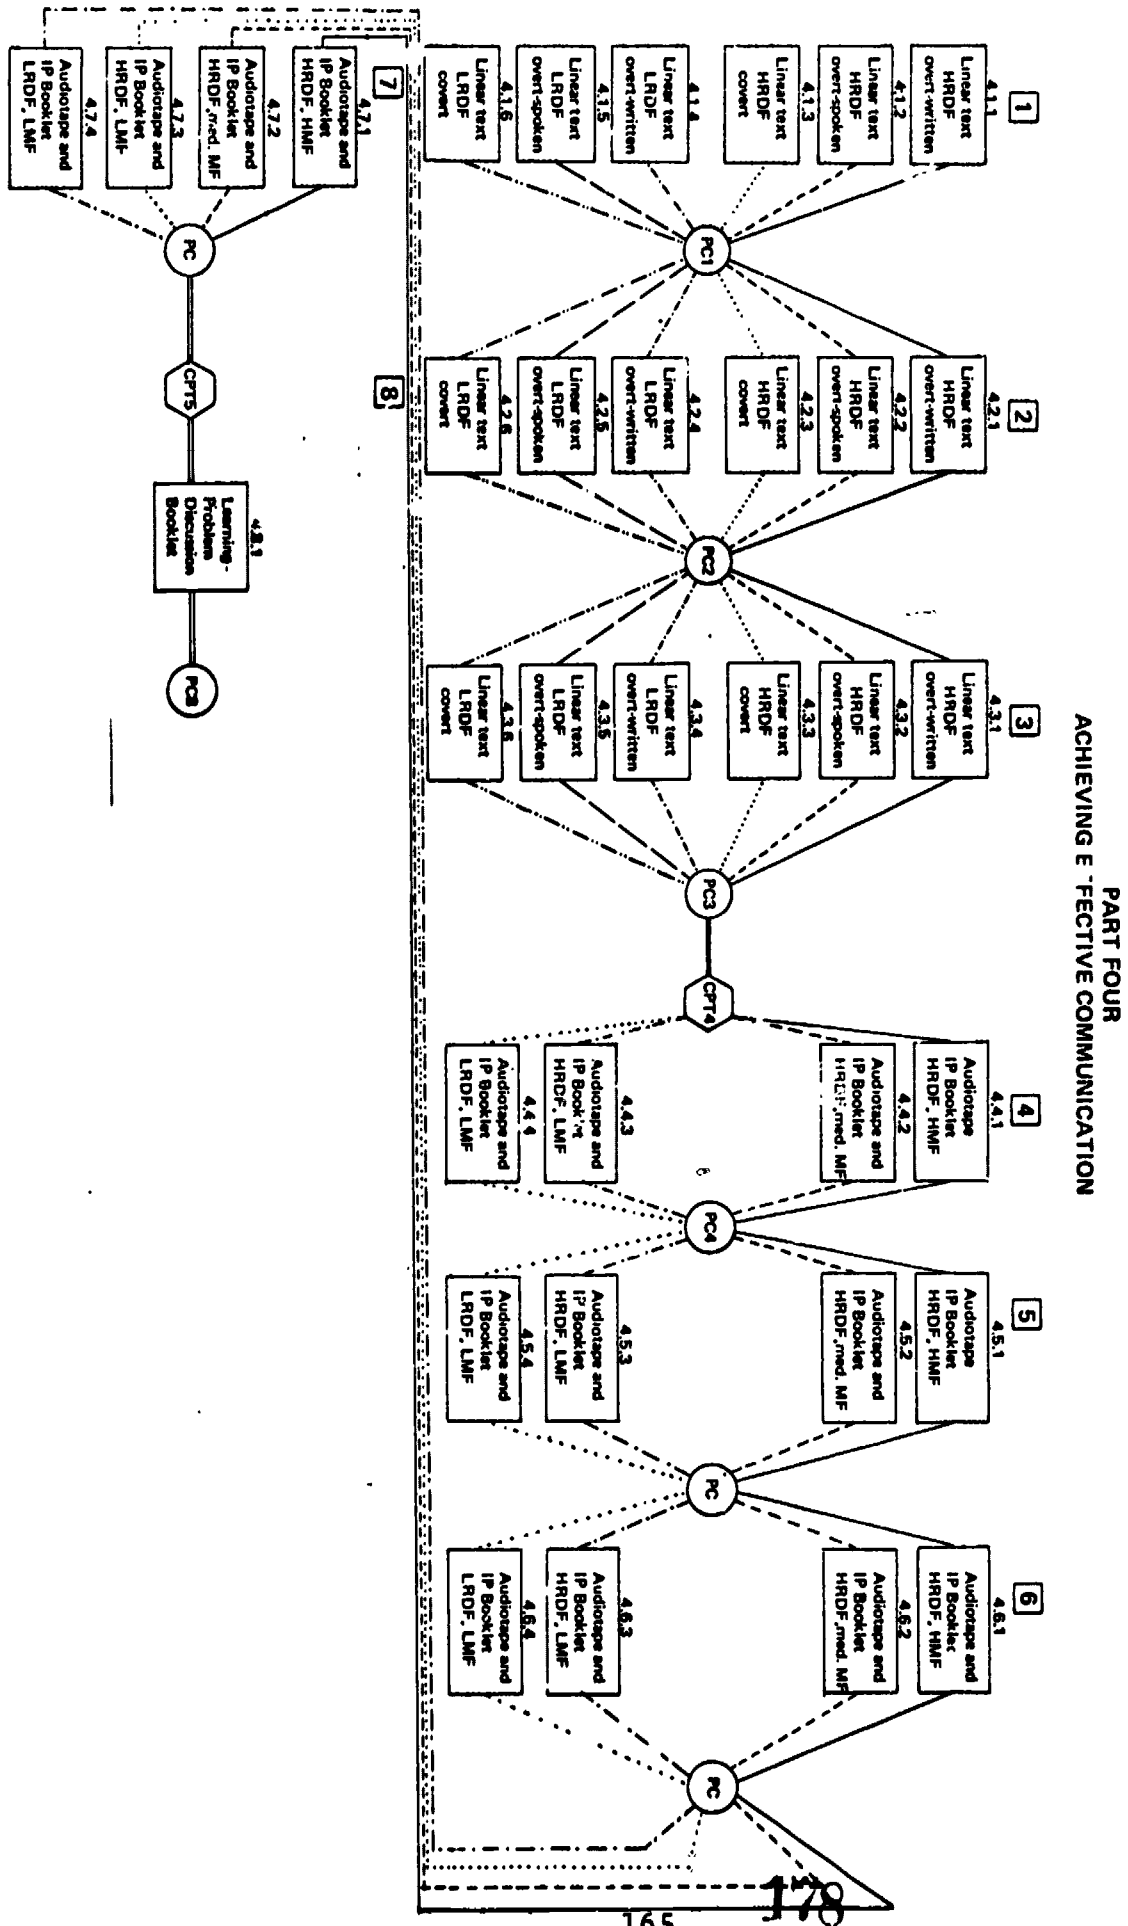 PART FOUR
ACHIEVING E FECTIVE COMMUNICATION
1
4.1.1
Linear text
HRDF
overt-written
4.1.2
Linear text
HRDF
overt-spoken
4.1.3
Linear text
HRDF
covert
4.1.4
Linear text
LRDF
overt-written
4.1.5
Linear text
LRDF
overt-spoken
4.1.6
Linear text
LRDF
covert
PC1
2
4.2.1
Linear text
HRDF
overt-written
4.2.2
Linear text
HRDF
overt-spoken
4.2.3
Linear text
HRDF
covert
4.2.4
Linear text
LRDF
overt-written
4.2.5
Linear text
LRDF
overt-spoken
4.2.6
Linear text
LRDF
covert
PC2
3
4.3.1
Linear text
HRDF
overt-written
4.3.2
Linear text
HRDF
overt-spoken
4.3.3
Linear text
HRDF
covert
4.3.4
Linear text
LRDF
overt-written
4.3.5
Linear text
LRDF
overt-spoken
4.3.6
Linear text
LRDF
covert
PC3
CPT4
4
4.4.1
Audiotape
IP Booklet
HRDF, HMF
4.4.2
Audiotape and
IP Booklet
HRDF, med. MF
4.4.3
Audiotape and
IP Booklet
HRDF, LMF
4.4.4
Audiotape and
IP Booklet
LRDF, LMF
PC4
5
4.5.1
Audiotape
IP Booklet
HRDF, HMF
4.5.2
Audiotape and
IP Booklet
HRDF, med. MF
4.5.3
Audiotape and
IP Booklet
HRDF, LMF
4.5.4
Audiotape and
IP Booklet
LRDF, LMF
PC
6
4.6.1
Audiotape and
IP Booklet
HRDF, HMF
4.6.2
Audiotape and
IP Booklet
HRDF, med. MF
4.6.3
Audiotape and
IP Booklet
HRDF, LMF
4.6.4
Audiotape and
IP Booklet
LRDF, LMF
PC
7
4.7.1
Audiotape and
IP Booklet
HRDF, HMF
4.7.2
Audiotape and
IP Booklet
HRDF, med. MF
4.7.3
Audiotape and
IP Booklet
HRDF, LMF
4.7.4
Audiotape and
IP Booklet
LRDF, LMF
PC
CPT5
8
4.8.1
Learning-
Problem
Discussion
Booklet
PC8
178
165